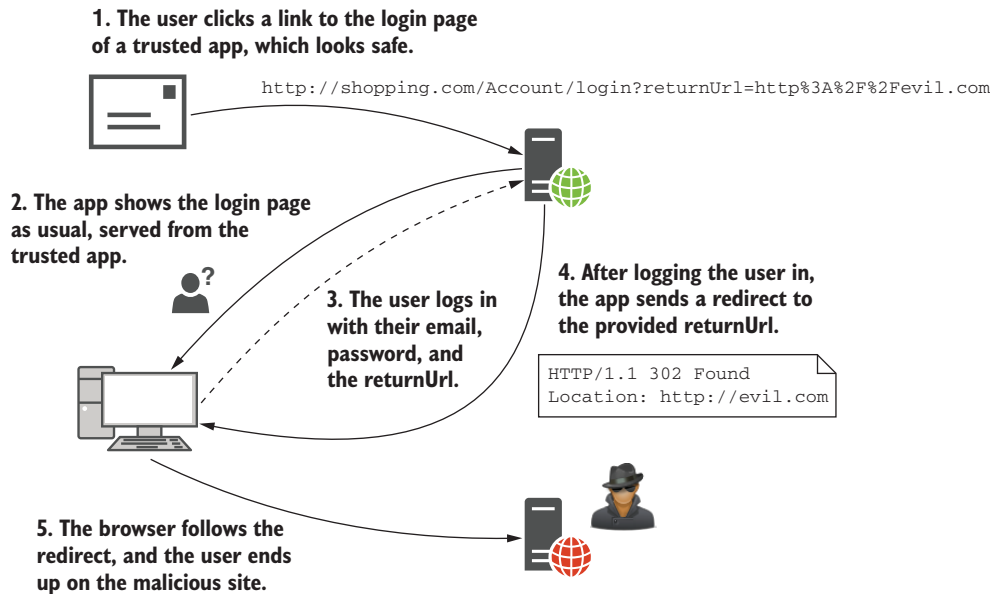 1. The user clicks a link to the login page
of a trusted app, which looks safe.
http://shopping.com/Account/login?returnUrl=http%3A%2F%2Fevil.com
2. The app shows the login page
as usual, served from the
trusted app.
?
3. The user logs in
with their email,
password, and
the returnUrl.
4. After logging the user in,
the app sends a redirect to
the provided returnUrl.
HTTP/1.1 302 Found
Location: http://evil.com
5. The browser follows the
redirect, and the user ends
up on the malicious site.